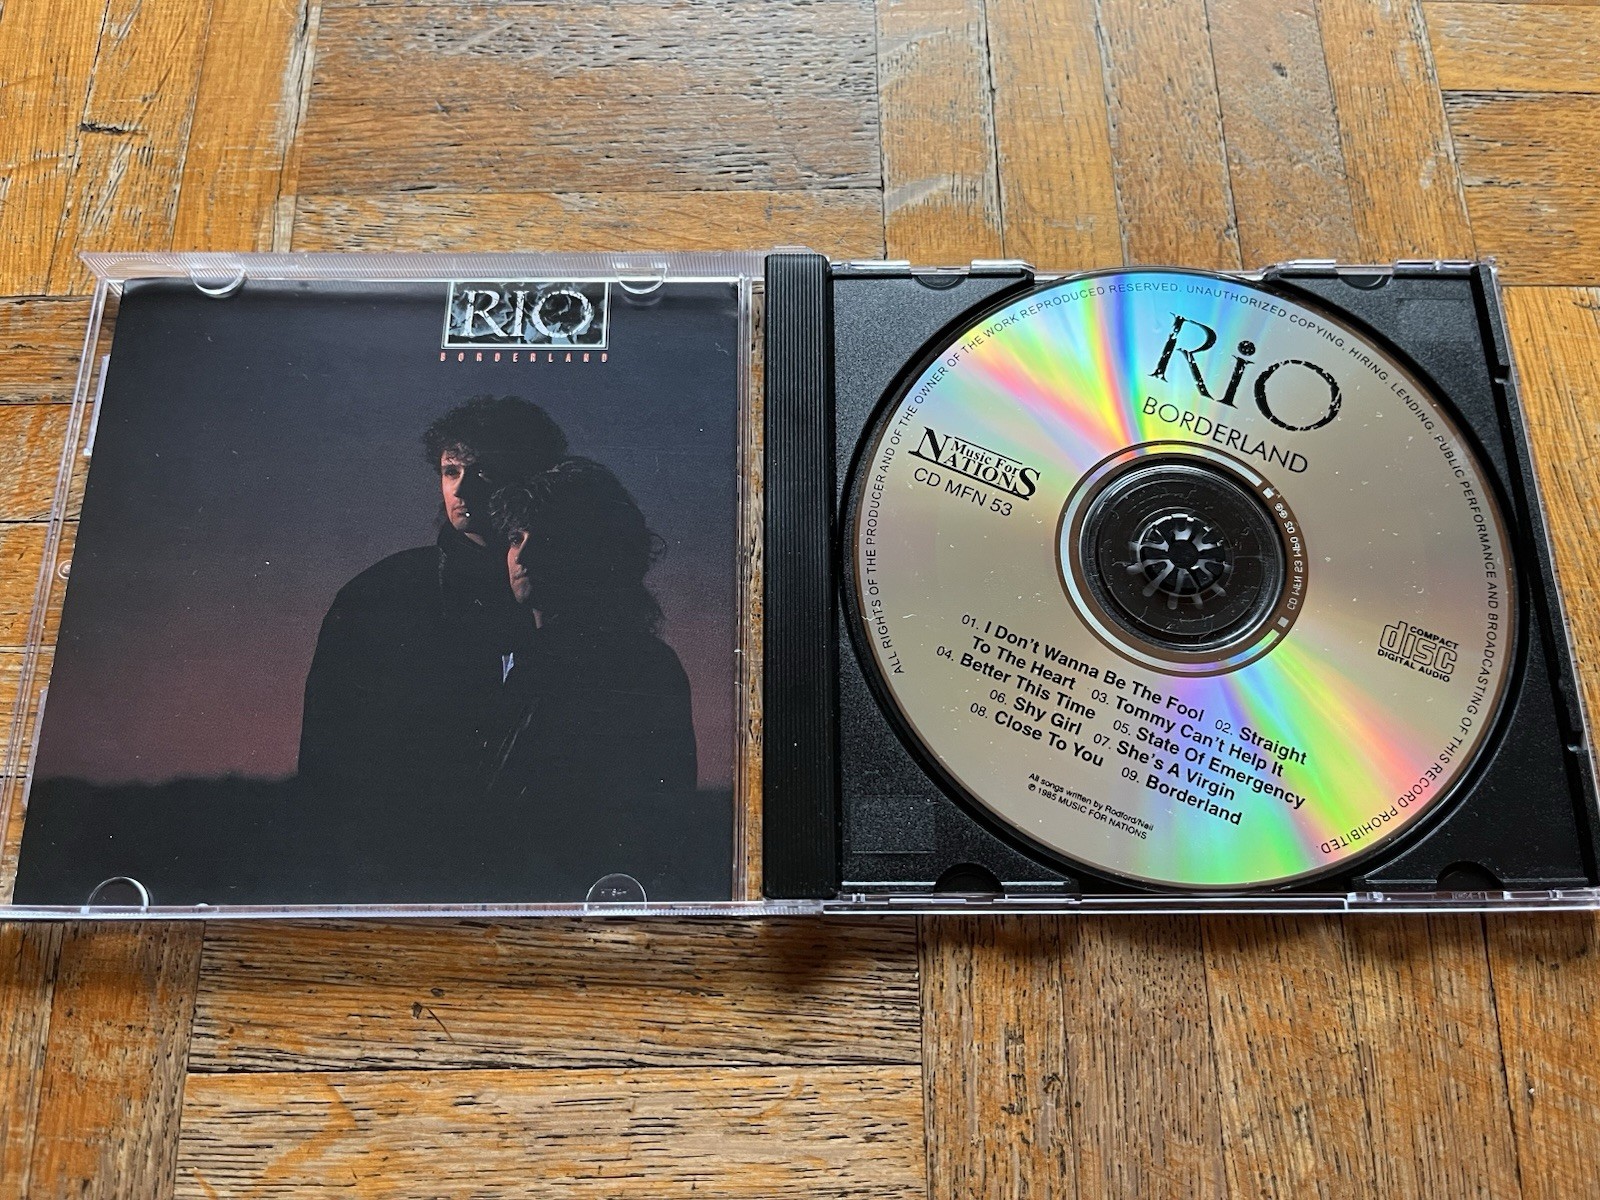 RIO
BORDERLAND
ALL RIGHTS OF THE PRODUCER AND OF THE OWNER OF THE WORK REPRODUCED RESERVED. UNAUTHORIZED COPYING, HIRING, LENDING, PUBLIC PERFORMANCE AND BROADCASTING OF THIS RECORD PROHIBITED.
RiO
BORDERLAND
Music For
NATIONS
CD MFN 53
COMPACT
disc
DIGITAL AUDIO
01. I Don't Wanna Be The Fool 02. Straight
To The Heart 03. Tommy Can't Help It
04. Better This Time 05. State Of Emergency
06. Shy Girl 07. She's A Virgin
08. Close To You 09. Borderland
All songs written by Rodford/Neil
℗ 1985 MUSIC FOR NATIONS